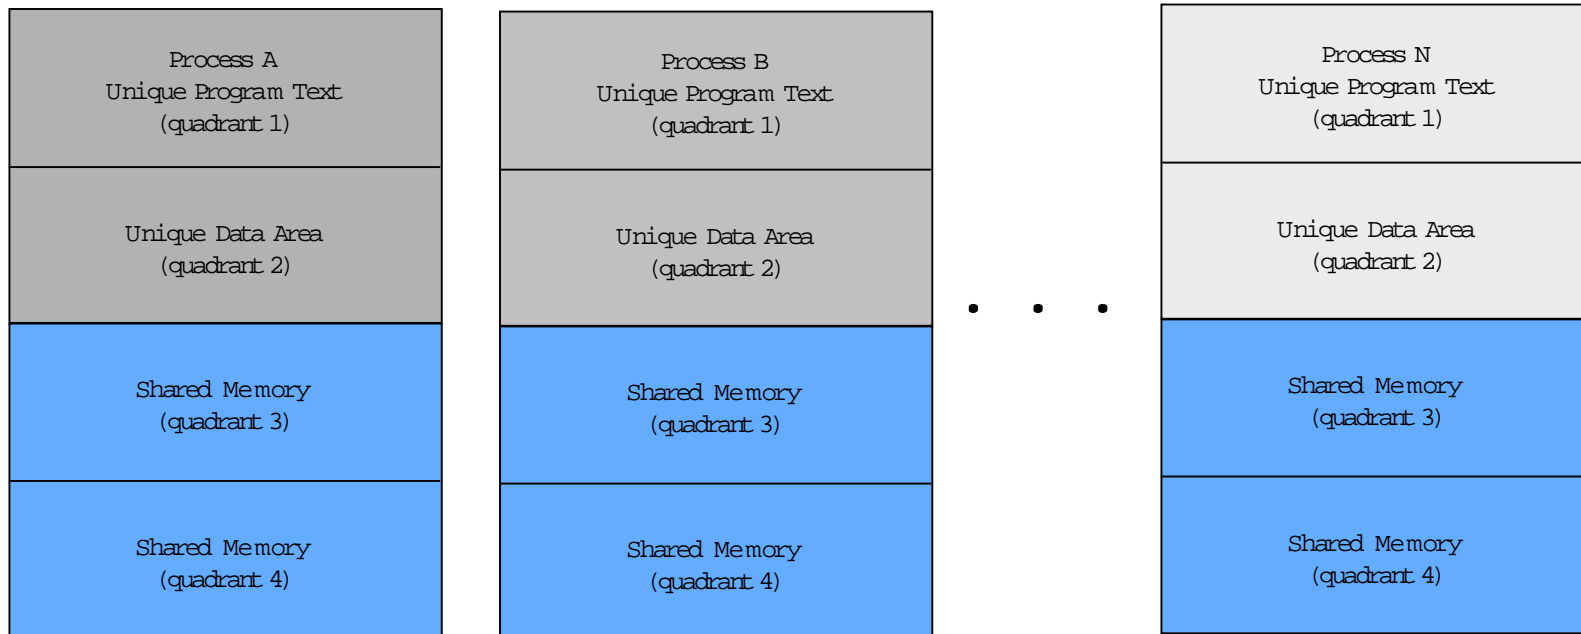 Process A
Unique Program Text
(quadrant 1)
Unique Data Area
(quadrant 2)
Shared Memory
(quadrant 3)
Shared Memory
(quadrant 4)
Process B
Unique Program Text
(quadrant 1)
Unique Data Area
(quadrant 2)
Shared Memory
(quadrant 3)
Shared Memory
(quadrant 4)
. . .
Process N
Unique Program Text
(quadrant 1)
Unique Data Area
(quadrant 2)
Shared Memory
(quadrant 3)
Shared Memory
(quadrant 4)